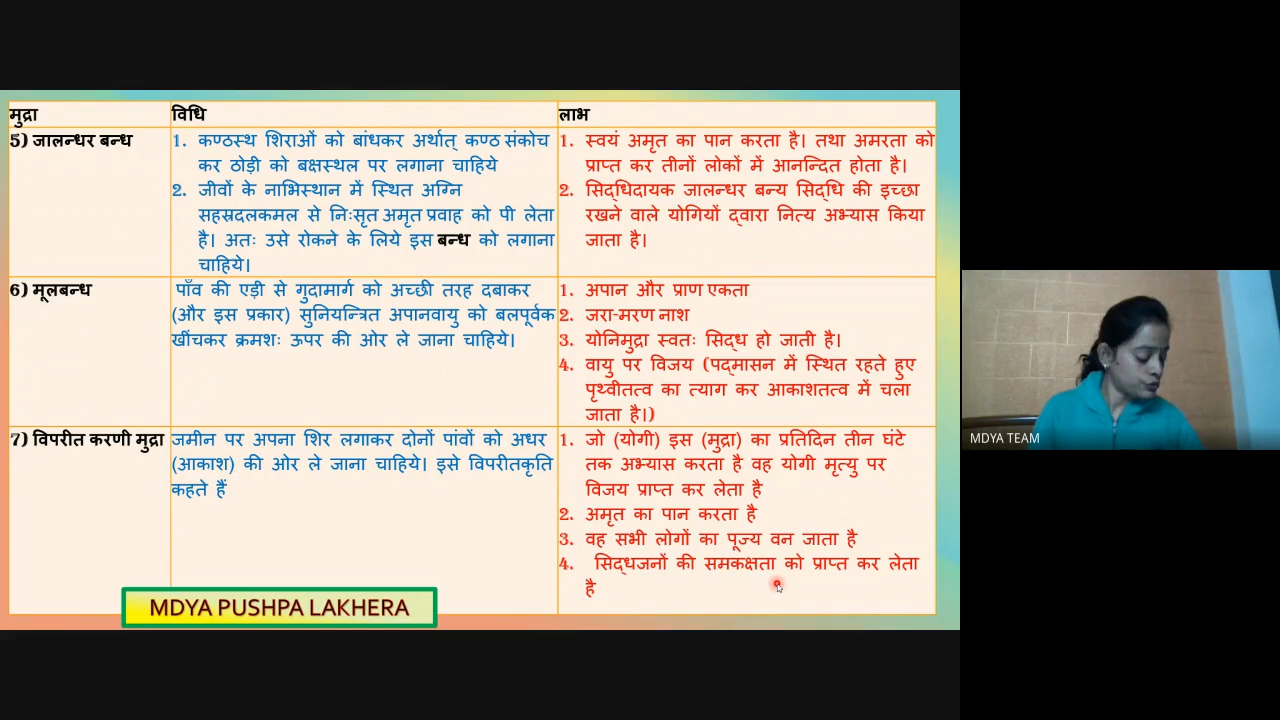 मुद्रा
विधि
लाभ
5) जालन्धर बन्ध
1. कण्ठस्थ शिराओं को बांधकर अर्थात् कण्ठ संकोच
कर ठोड़ी को बक्षस्थल पर लगाना चाहिये
2. जीवों के नाभिस्थान में स्थित अग्नि
सहस्रदलकमल से निःसृत अमृत प्रवाह को पी लेता
है। अतः उसे रोकने के लिये इस बन्ध को लगाना
चाहिये।
1. स्वयं अमृत का पान करता है। तथा अमरता को
प्राप्त कर तीनों लोकों में आनन्दित होता है।
2. सिद्धिदायक जालन्धर बन्य सिद्धि की इच्छा
रखने वाले योगियों द्वारा नित्य अभ्यास किया
जाता है।
6) मूलबन्ध
पाँव की एड़ी से गुदामार्ग को अच्छी तरह दबाकर
(और इस प्रकार) सुनियन्त्रित अपानवायु को बलपूर्वक
खींचकर क्रमशः ऊपर की ओर ले जाना चाहिये।
1. अपान और प्राण एकता
2. जरा-मरण नाश
3. योनिमुद्रा स्वतः सिद्ध हो जाती है।
4. वायु पर विजय (पद्मासन में स्थित रहते हुए
पृथ्वीतत्व का त्याग कर आकाशतत्व में चला
जाता है।)
7) विपरीत करणी मुद्रा
जमीन पर अपना शिर लगाकर दोनों पांवों को अधर
(आकाश) की ओर ले जाना चाहिये। इसे विपरीतकृति
कहते हैं
1. जो (योगी) इस (मुद्रा) का प्रतिदिन तीन घंटे
तक अभ्यास करता है वह योगी मृत्यु पर
विजय प्राप्त कर लेता है
2. अमृत का पान करता है
3. वह सभी लोगों का पूज्य वन जाता है
4. सिद्धजनों की समकक्षता को प्राप्त कर लेता
है
MDYA PUSHPA LAKHERA
MDYA TEAM